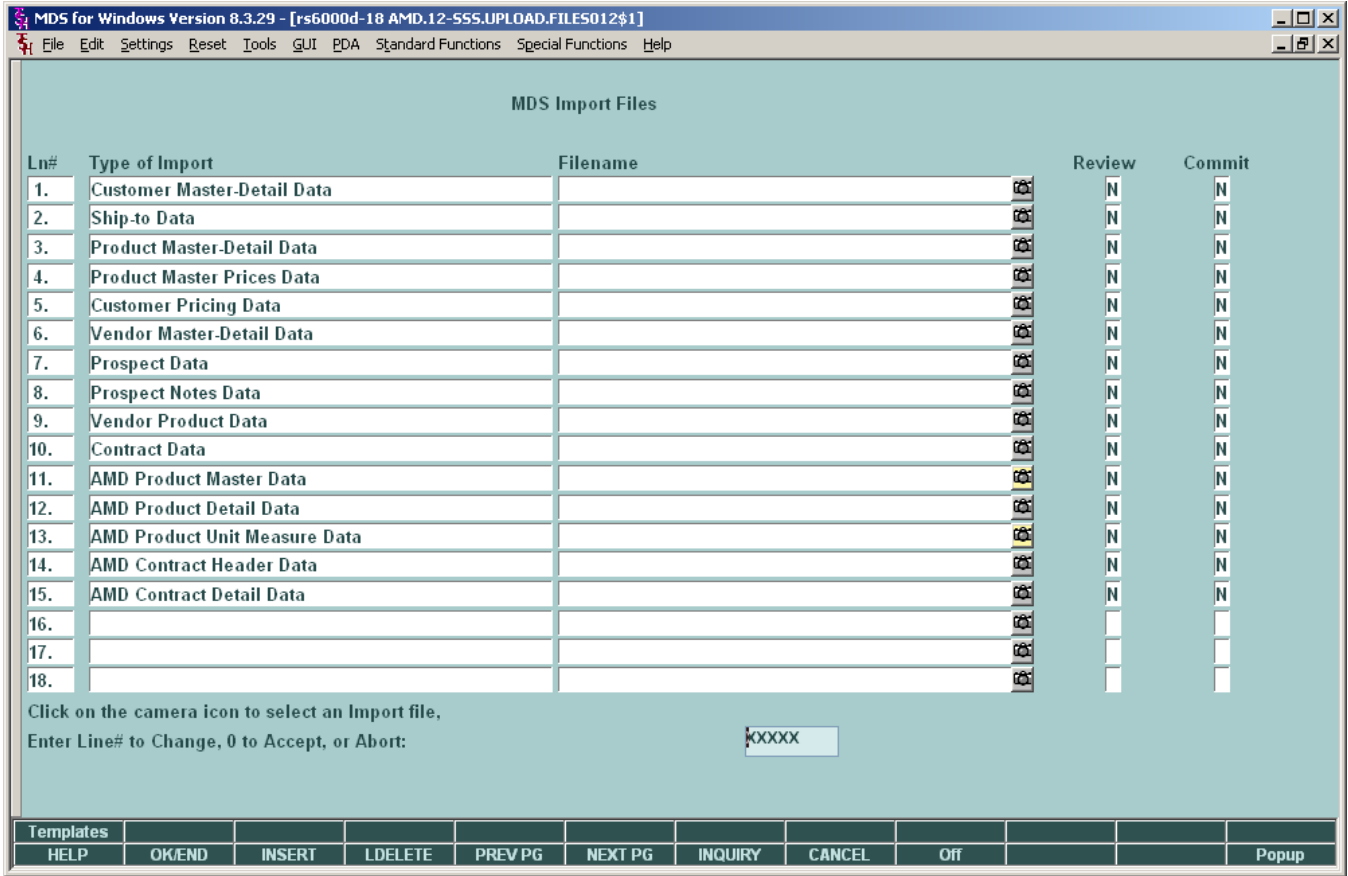 MDS for Windows Version 8.3.29 - [rs6000d-18 AMD.12-SSS.UPLOAD.FILES012$1]
File Edit Settings Reset Tools GUI PDA Standard Functions Special Functions Help
MDS Import Files
Ln# Type of Import Filename Review Commit
1. Customer Master-Detail Data N N
2. Ship-to Data N N
3. Product Master-Detail Data N N
4. Product Master Prices Data N N
5. Customer Pricing Data N N
6. Vendor Master-Detail Data N N
7. Prospect Data N N
8. Prospect Notes Data N N
9. Vendor Product Data N N
10. Contract Data N N
11. AMD Product Master Data N N
12. AMD Product Detail Data N N
13. AMD Product Unit Measure Data N N
14. AMD Contract Header Data N N
15. AMD Contract Detail Data N N
16.
17.
18.
Click on the camera icon to select an Import file,
Enter Line# to Change, 0 to Accept, or Abort: XXXXX
Templates
HELP OK/END INSERT LDELETE PREV PG NEXT PG INQUIRY CANCEL Off Popup